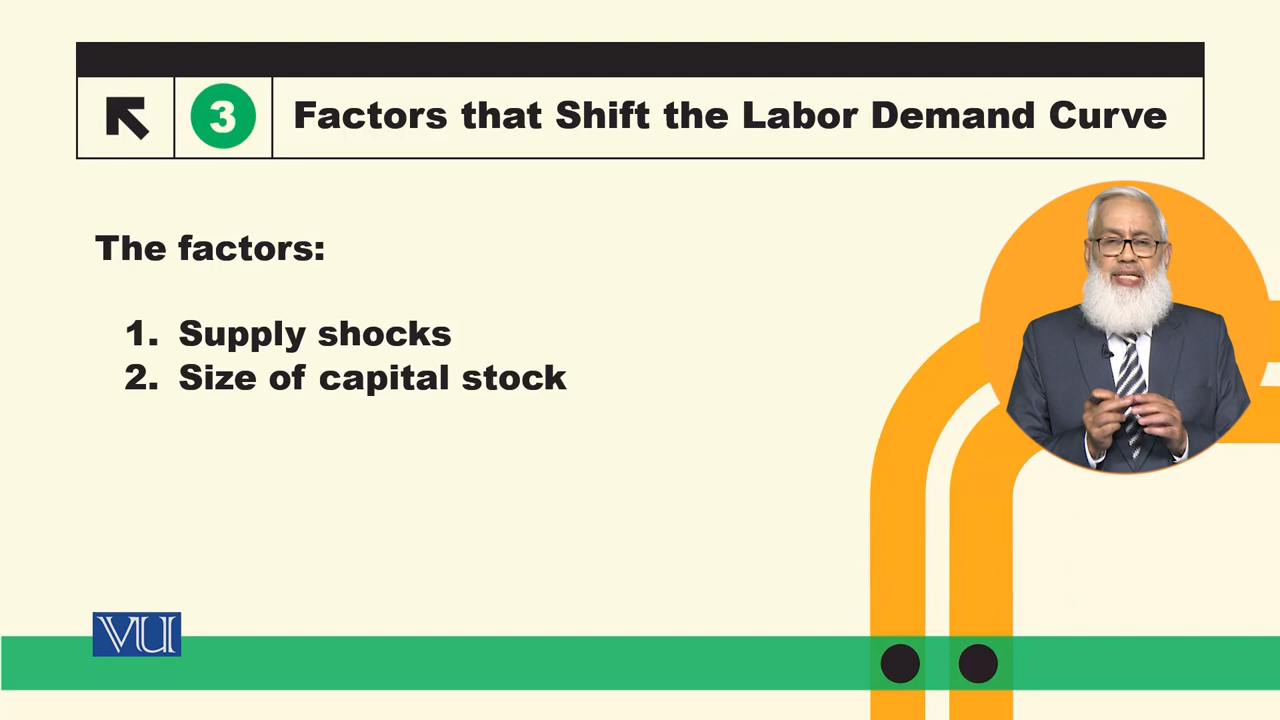 3 Factors that Shift the Labor Demand Curve
The factors:
1. Supply shocks
2. Size of capital stock
VU